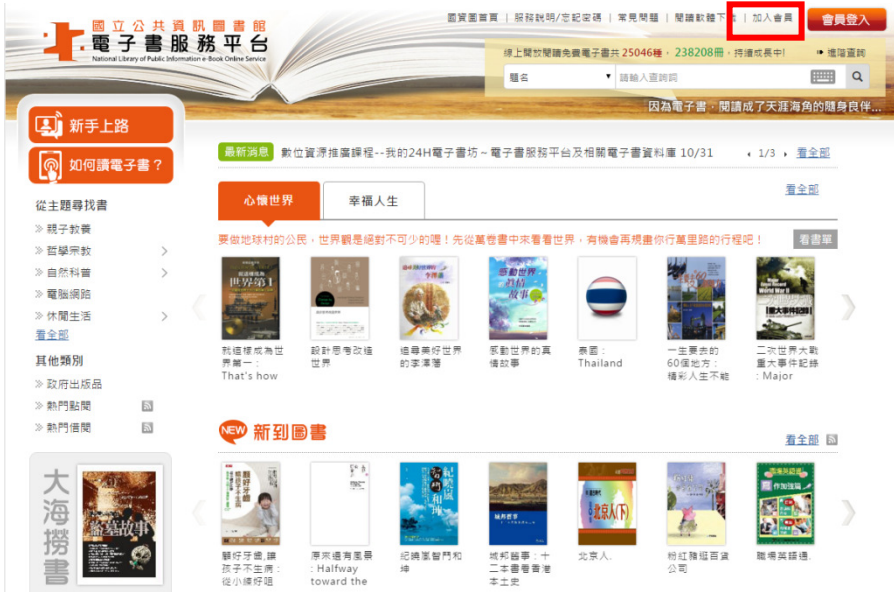 國立公共資訊圖書館
電子書服務平台
National Library of Public Information e-Book Online Service
國資圖首頁 | 服務說明/忘記密碼 | 常見問題 | 閱讀軟體下載 | 加入會員
會員登入
線上開放閱讀免費電子書共 25046種, 238208冊, 持續成長中!
進階查詢
題名
請輸入查詢詞
因為電子書,閱讀成了天涯海角的隨身良伴...
新手上路
如何讀電子書?
最新消息 數位資源推廣課程--我的24H電子書坊~電子書服務平台及相關電子書資料庫 10/31
1/3
看全部
從主題尋找書
親子教養
哲學宗教
自然科普
電腦網路
休閒生活
看全部
其他類別
政府出版品
熱門點閱
熱門借閱
大海撈書
心懷世界
幸福人生
看全部
要做地球村的公民,世界觀是絕對不可少的喔!先從萬卷書中來看看世界,有機會再規畫你行萬里路的行程吧!
看書單
就這樣成為世
界第一:
That's how
設計思考改造
世界
追尋美好世界
的李澤藩
感動世界的真
情故事
泰國:
Thailand
一生要去的
60個地方:
精彩人生不能
二次世界大戰
重大事件記錄
: Major
NEW 新到圖書
看全部
顧好牙齒,讓
孩子不生病:
從小練好咀
原來還有風景
: Halfway
toward the
紀曉嵐智鬥和
珅
城邦舊事:十
二本書看香港
本土史
北京人.
粉紅豬逛百貨
公司
職場英語通.